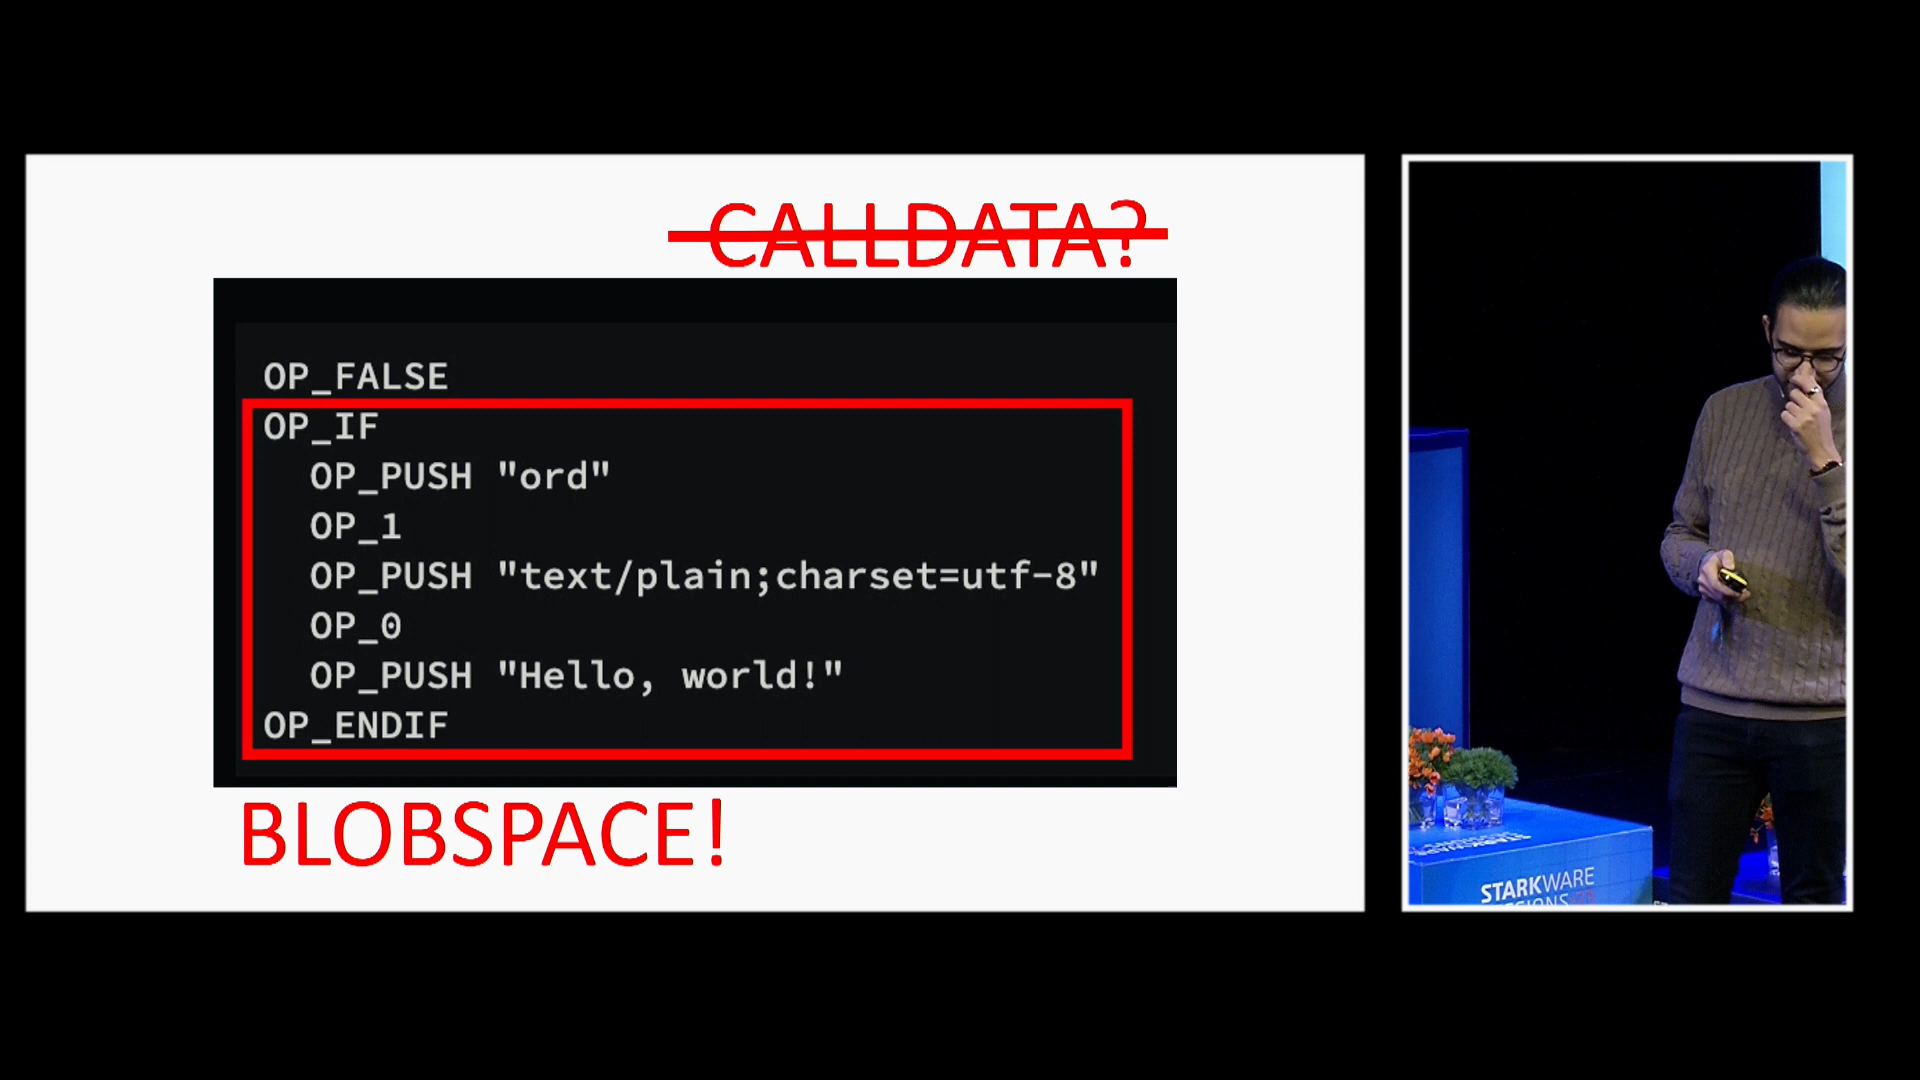 CALLDATA?
OP_FALSE
OP_IF
OP_PUSH "ord"
OP_1
OP_PUSH "text/plain;charset=utf-8"
OP_0
OP_PUSH "Hello, world!"
OP_ENDIF
BLOBSPACE!
STARKWARE